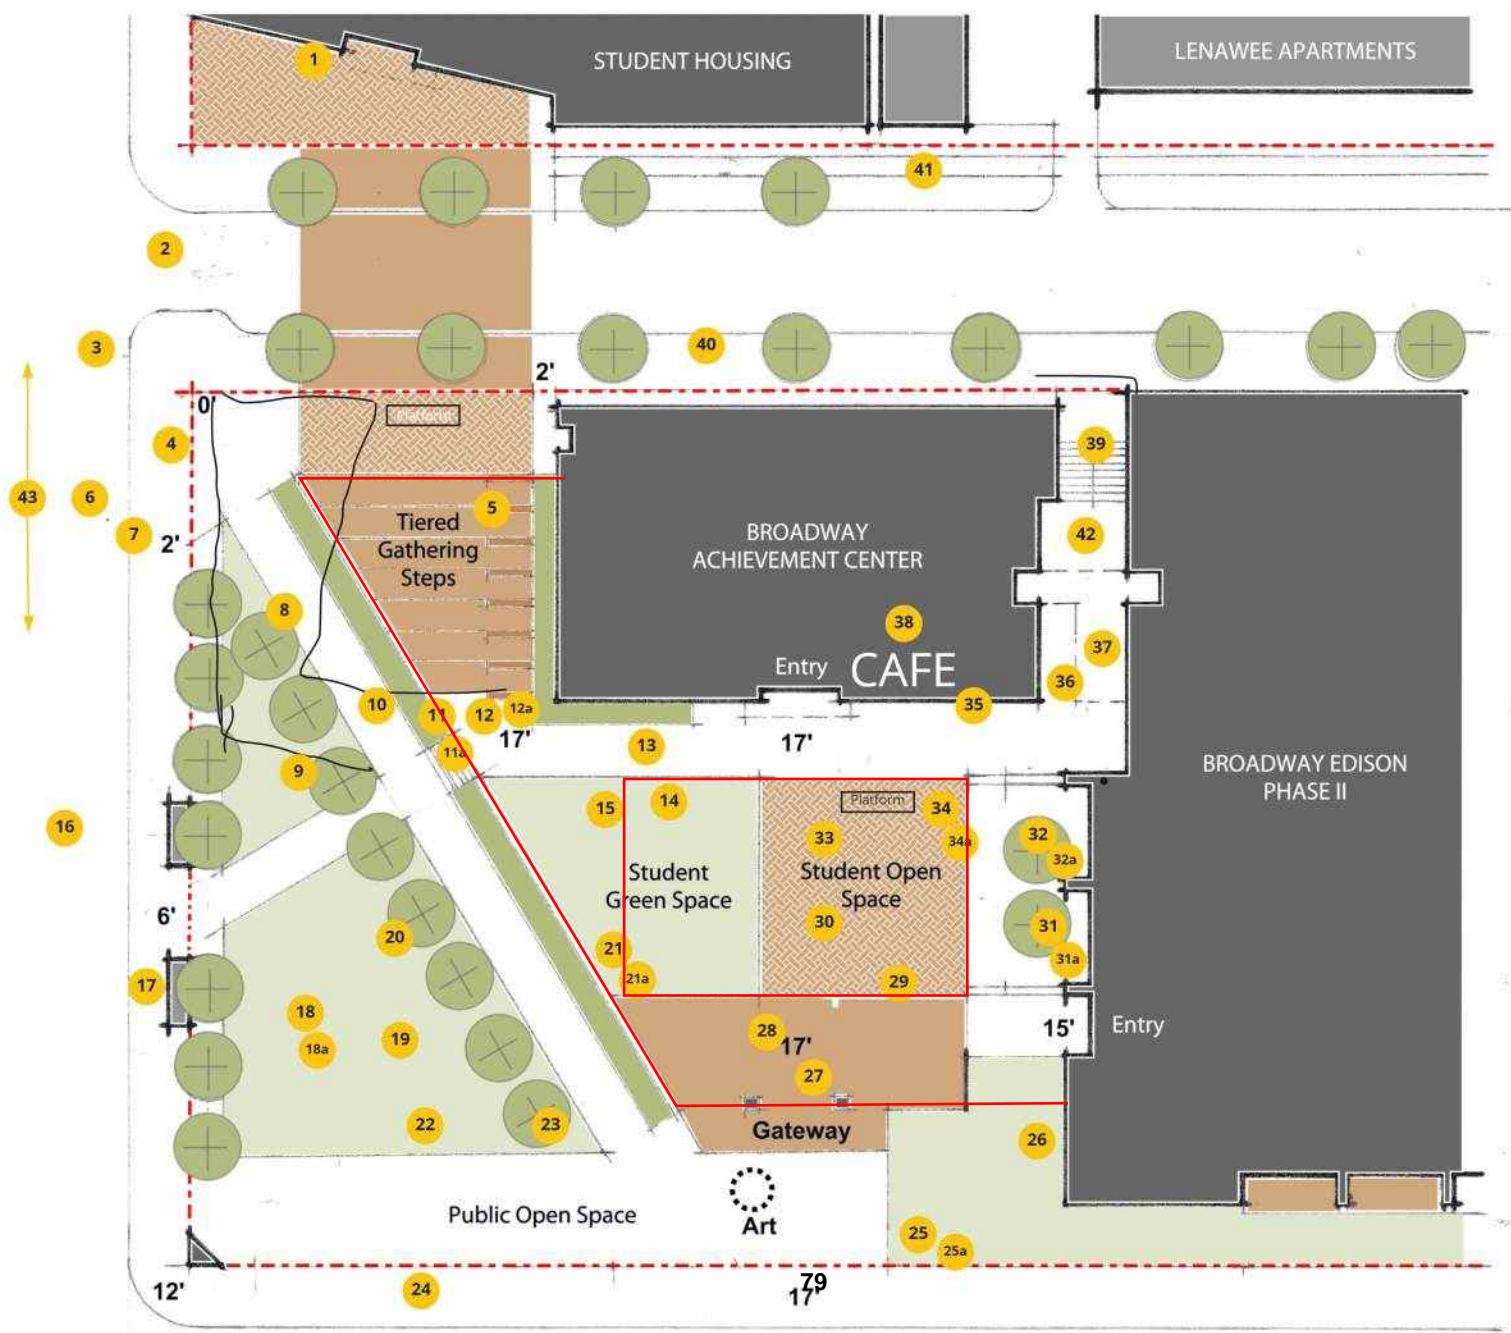 STUDENT HOUSING
LENAWEE APARTMENTS
1
41
2
3
40
2'
0'
Platform
4
39
43
6
5
7
2'
Tiered
Gathering
Steps
BROADWAY
ACHIEVEMENT CENTER
42
8
38
37
Entry
CAFE
36
10
11
12
12a
35
17'
13
17'
11a
9
BROADWAY EDISON
PHASE II
16
15
14
Platform
34
33
34a
32
32a
Student
Green Space
Student Open
Space
6'
20
30
31
21
31a
17
21a
29
18
18a
19
28
17'
15'
Entry
27
22
23
Gateway
26
Public Open Space
Art
25
25a
12'
24
79
17'